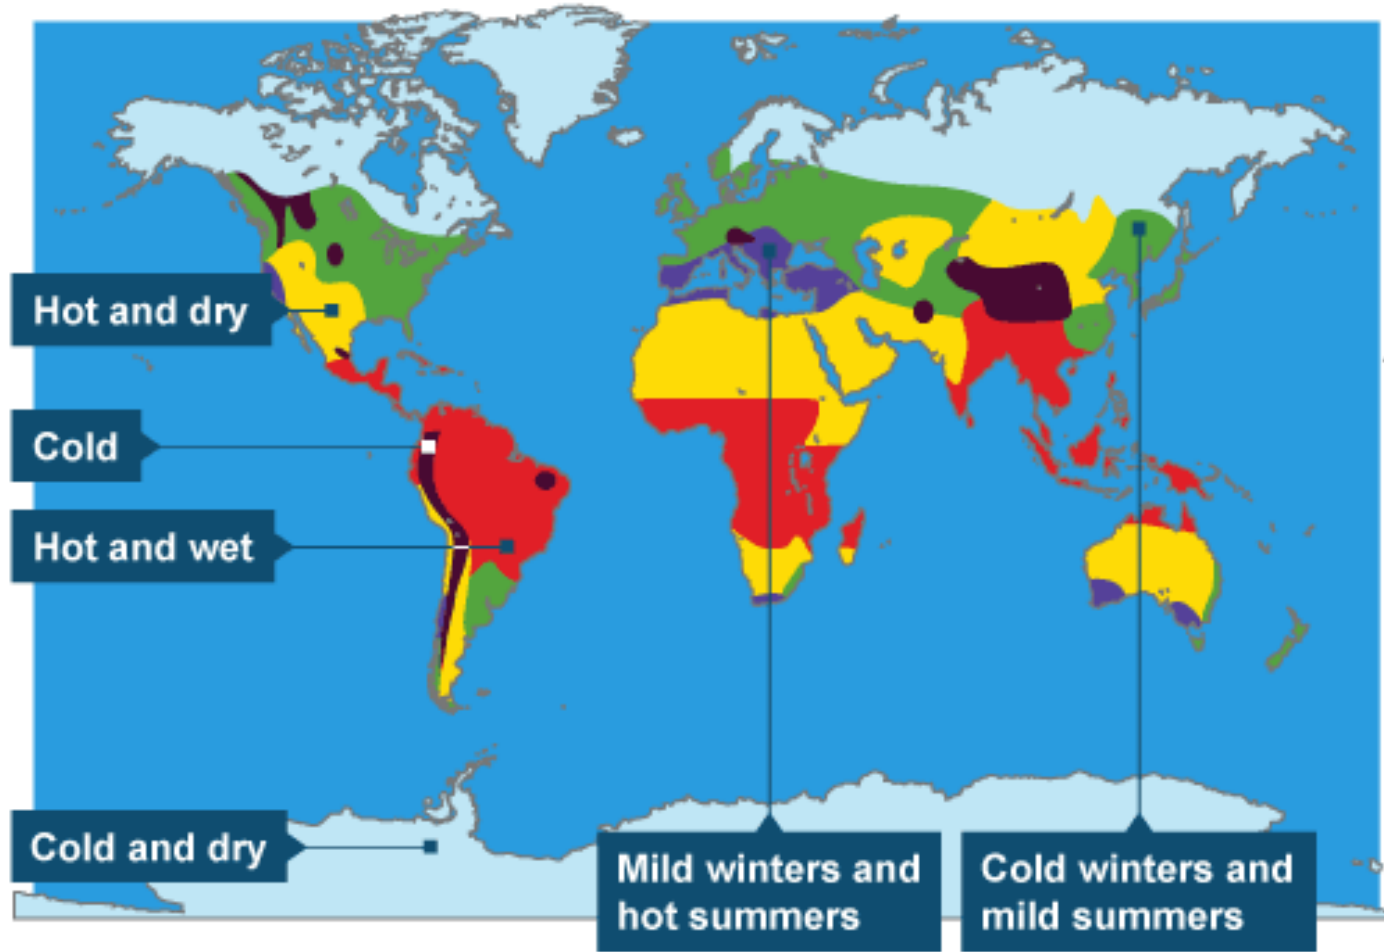 Hot and dry
Cold
Hot and wet
Cold and dry
Mild winters and
hot summers
Cold winters and
mild summers